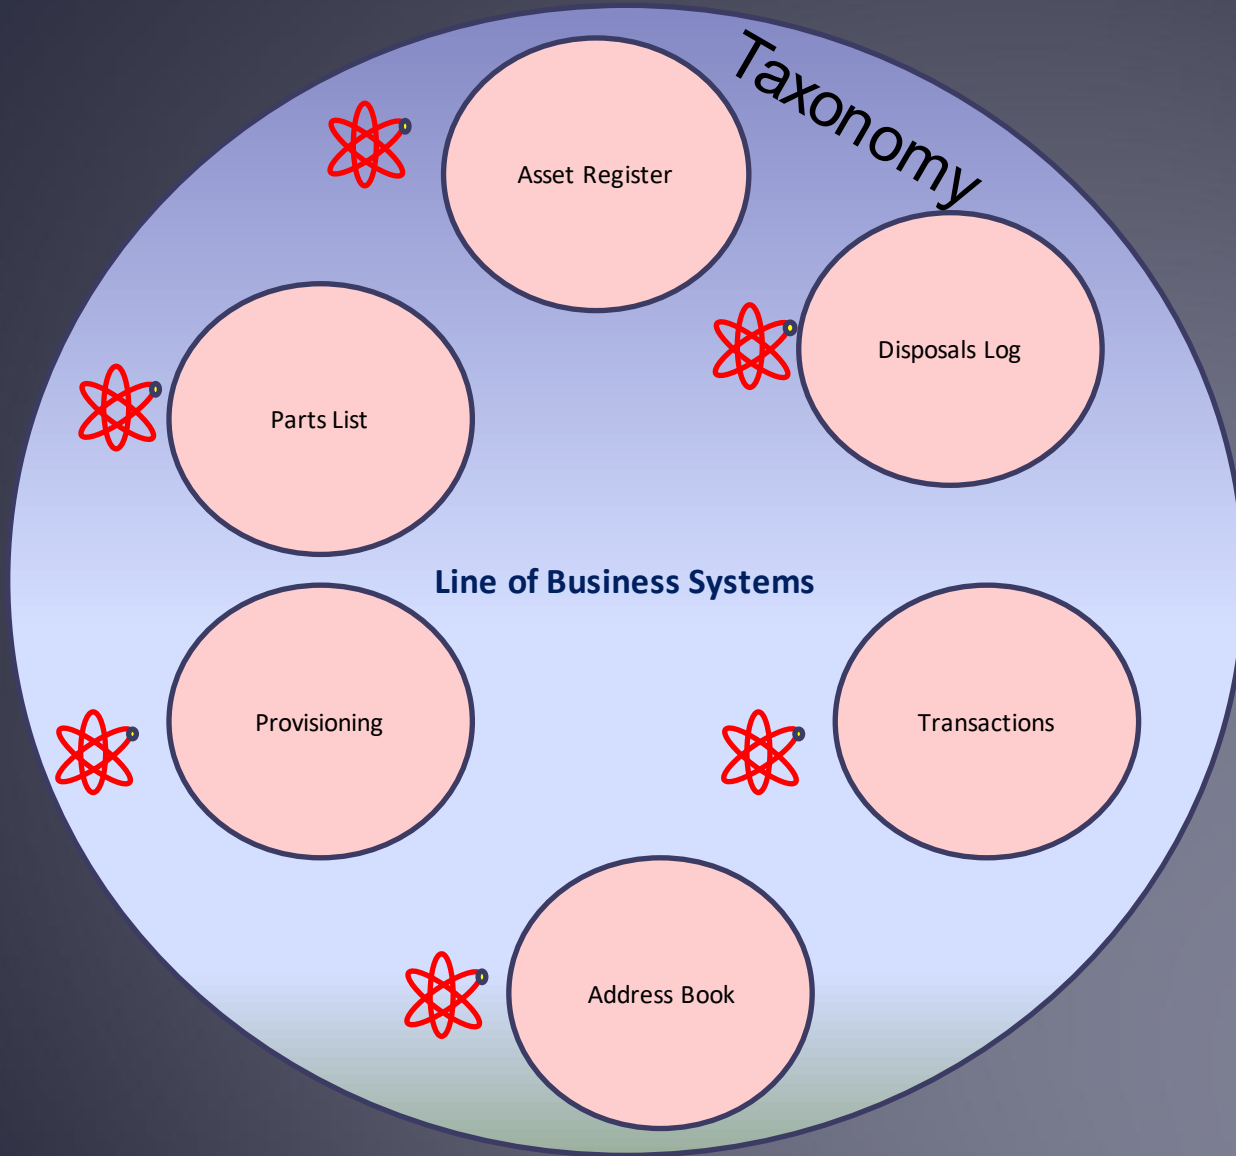 Taxonomy
Asset Register
Disposals Log
Parts List
Line of Business Systems
Provisioning
Transactions
Address Book